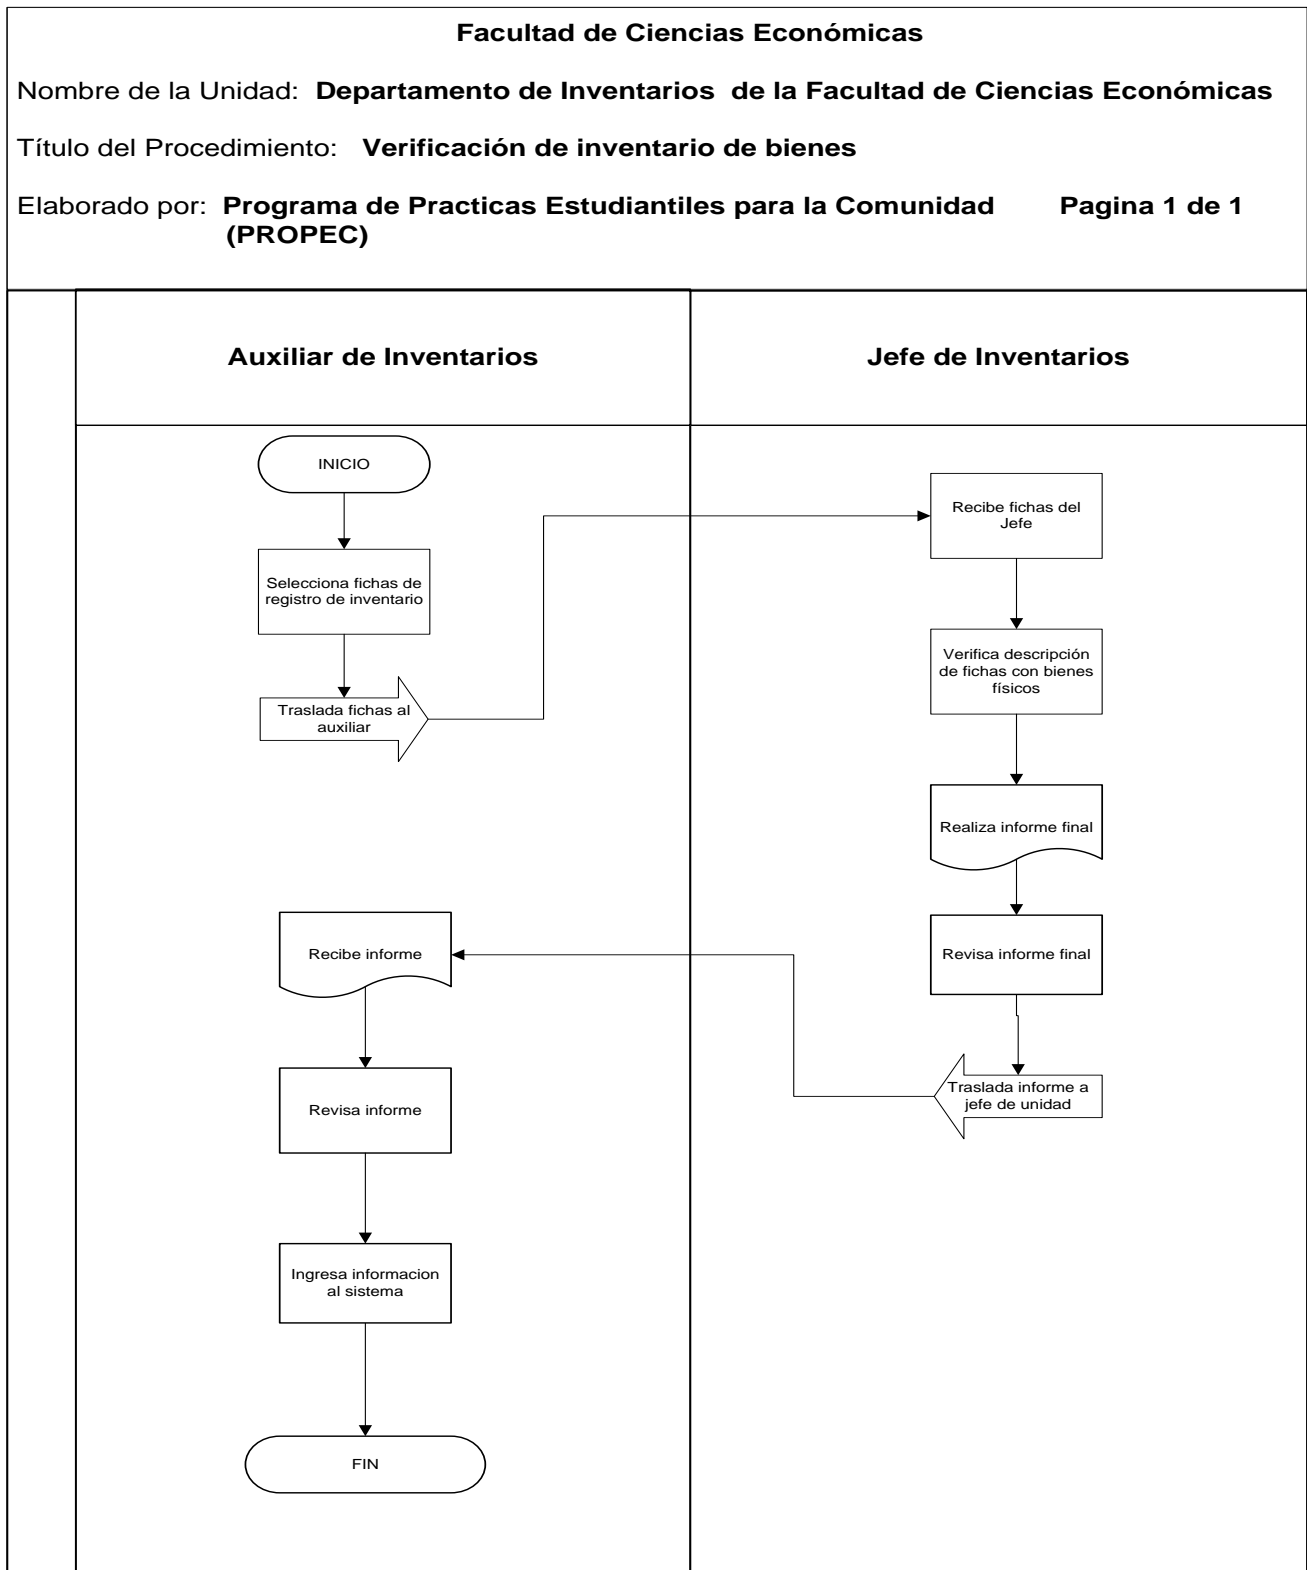 Facultad de Ciencias Económicas
Nombre de la Unidad: Departamento de Inventarios de la Facultad de Ciencias Económicas
Título del Procedimiento: Verificación de inventario de bienes
Elaborado por: Programa de Practicas Estudiantiles para la Comunidad Pagina 1 de 1
(PROPEC)
Auxiliar de Inventarios
Jefe de Inventarios
INICIO
Selecciona fichas de
registro de inventario
Traslada fichas al
auxiliar
Recibe fichas del
Jefe
Verifica descripción
de fichas con bienes
físicos
Realiza informe final
Revisa informe final
Traslada informe a
jefe de unidad
Recibe informe
Revisa informe
Ingresa informacion
al sistema
FIN